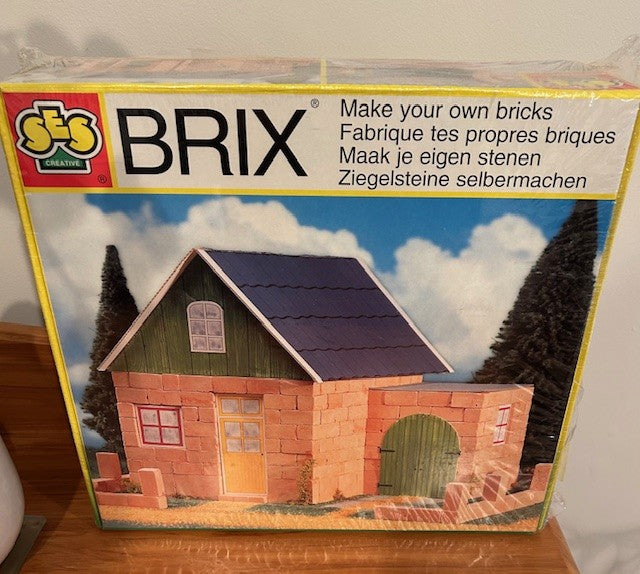 SES
CREATIVE
®
BRIX®
Make your own bricks
Fabrique tes propres briques
Maak je eigen stenen
Ziegelsteine selbermachen